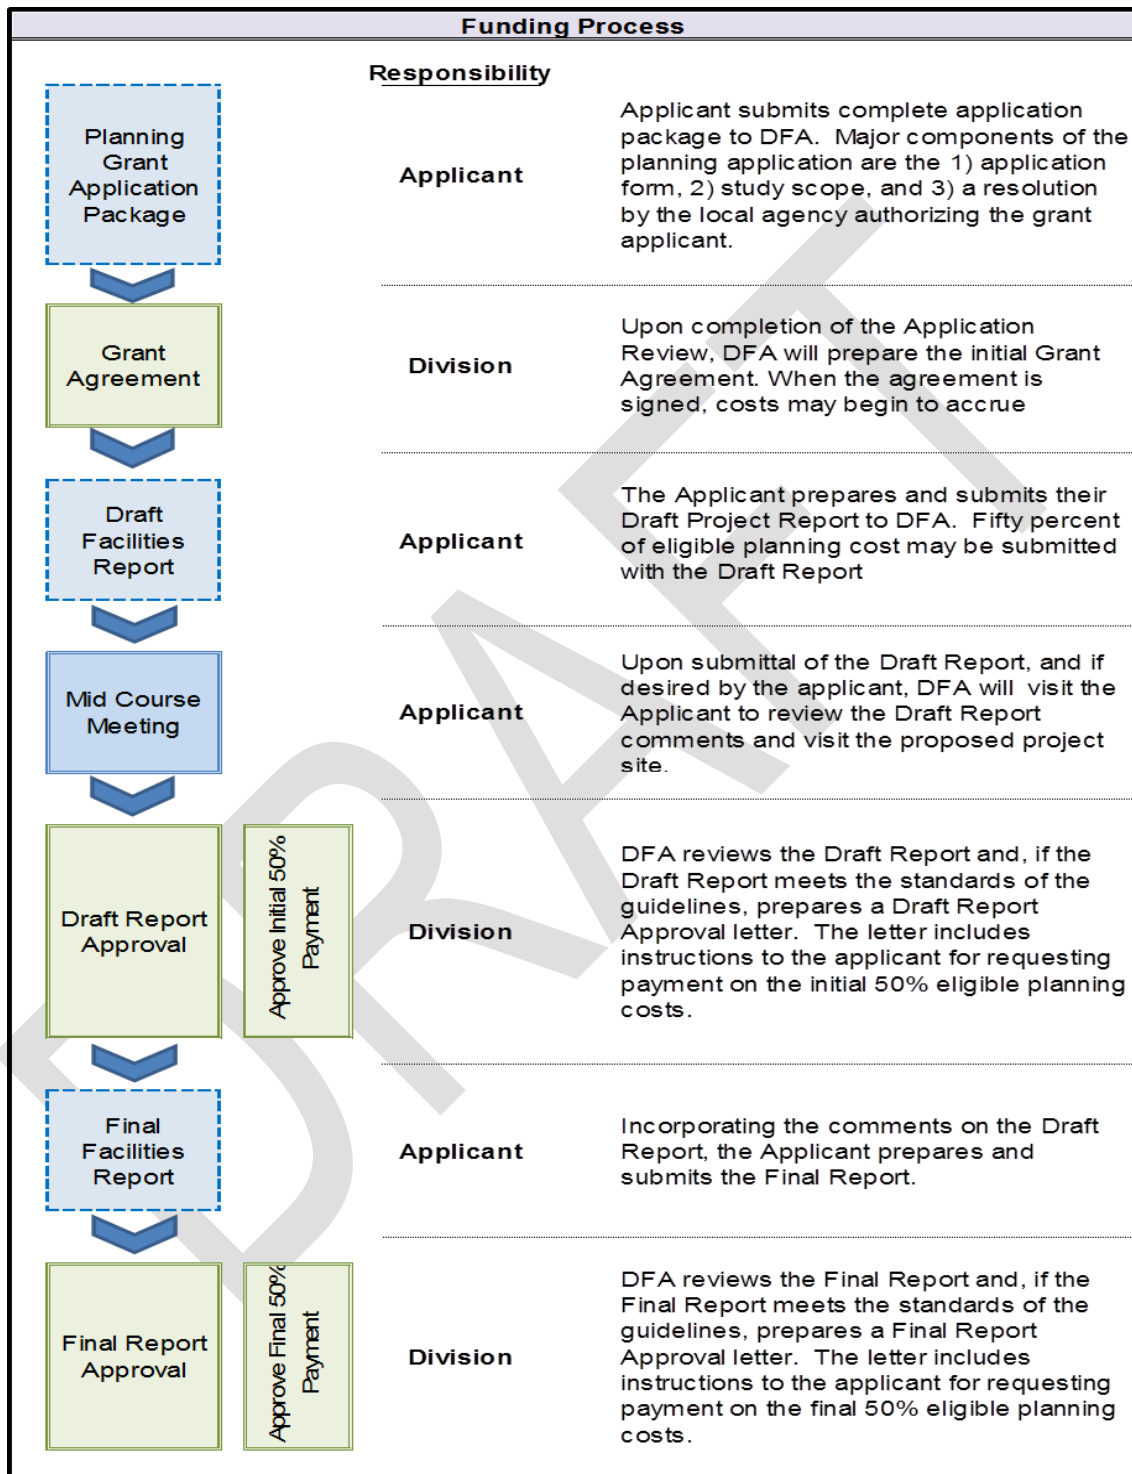 Funding Process
Responsibility
Planning
Grant
Application
Package
Applicant
Applicant submits complete application
package to DFA.  Major components of the
planning application are the 1) application
form, 2) study scope, and 3) a resolution
by the local agency authorizing the grant
applicant.
Grant
Agreement
Division
Upon completion of the Application
Review, DFA will prepare the initial Grant
Agreement. When the agreement is
signed, costs may begin to accrue
Draft
Facilities
Report
Applicant
The Applicant prepares and submits their
Draft Project Report to DFA.  Fifty percent
of eligible planning cost may be submitted
with the Draft Report
Mid Course
Meeting
Applicant
Upon submittal of the Draft Report, and if
desired by the applicant, DFA will  visit the
Applicant to review the Draft Report
comments and visit the proposed project
site.
Draft Report
Approval
Approve Initial 50%
Payment
Division
DFA reviews the Draft Report and, if the
Draft Report meets the standards of the
guidelines, prepares a Draft Report
Approval letter.  The letter includes
instructions to the applicant for requesting
payment on the initial 50% eligible planning
costs.
Final
Facilities
Report
Applicant
Incorporating the comments on the Draft
Report, the Applicant prepares and
submits the Final Report.
Final Report
Approval
Approve Final 50%
Payment
Division
DFA reviews the Final Report and, if the
Final Report meets the standards of the
guidelines, prepares a Final Report
Approval letter.  The letter includes
instructions to the applicant for requesting
payment on the final 50% eligible planning
costs.
DRAFT